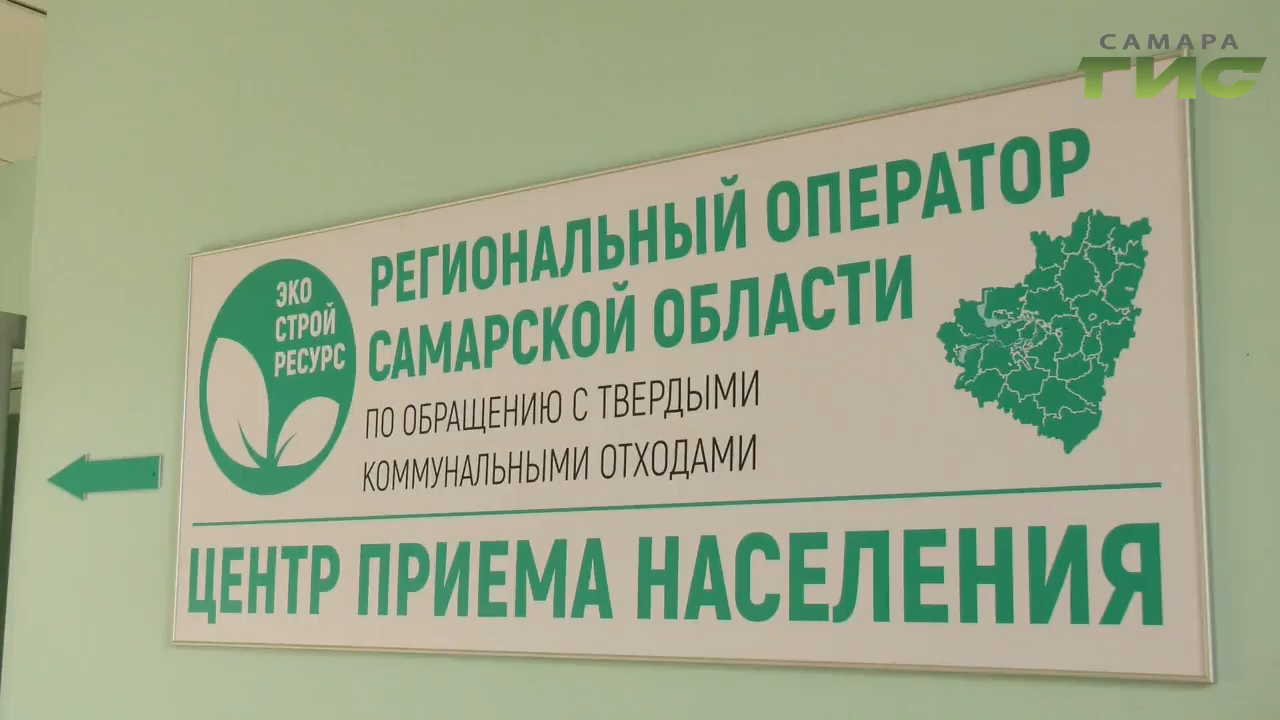 САМАРА
ГИС
РЕГИОНАЛЬНЫЙ ОПЕРАТОР
САМАРСКОЙ ОБЛАСТИ
ПО ОБРАЩЕНИЮ С ТВЕРДЫМИ
КОММУНАЛЬНЫМИ ОТХОДАМИ
ЭКО
СТРОЙ
РЕСУРС
ЦЕНТР ПРИЕМА НАСЕЛЕНИЯ